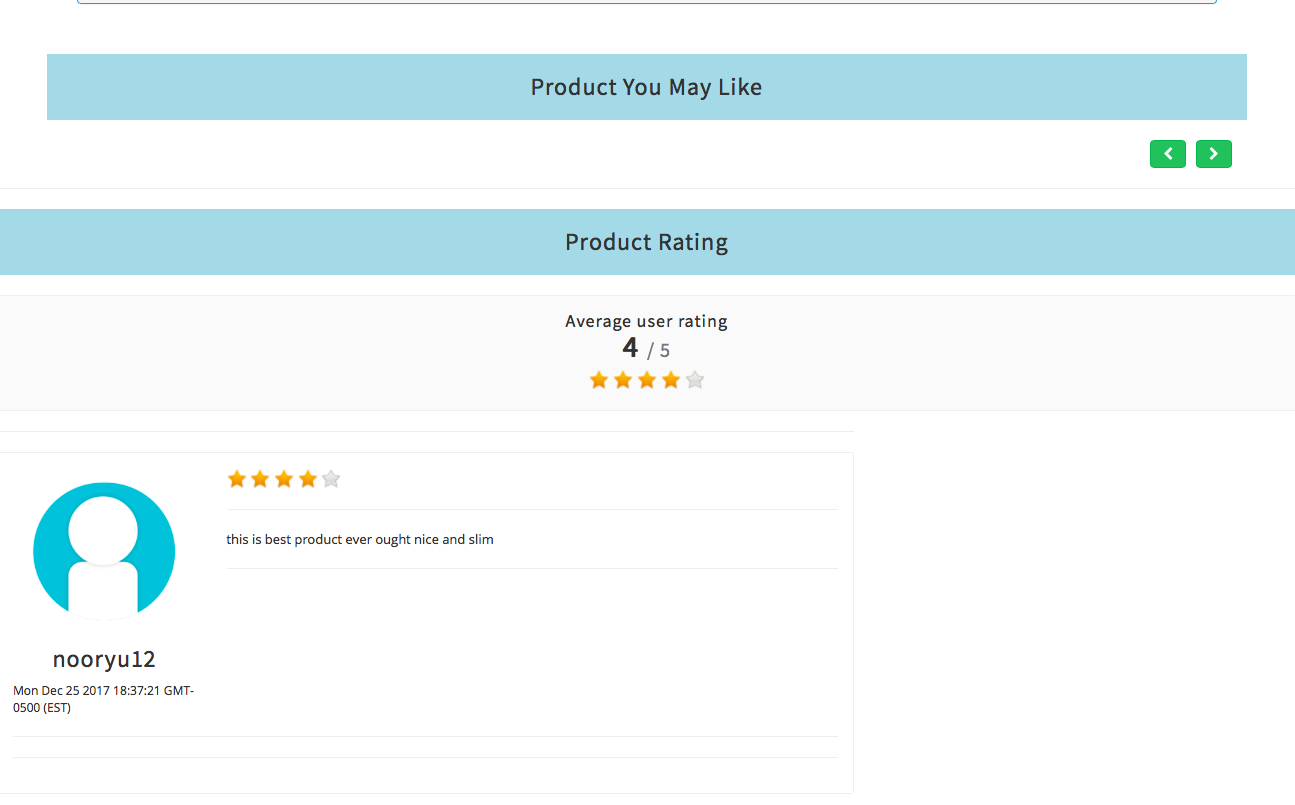 Product You May Like
Product Rating
Average user rating
4 / 5
this is best product ever ought nice and slim
nooryu12
Mon Dec 25 2017 18:37:21 GMT-
0500 (EST)